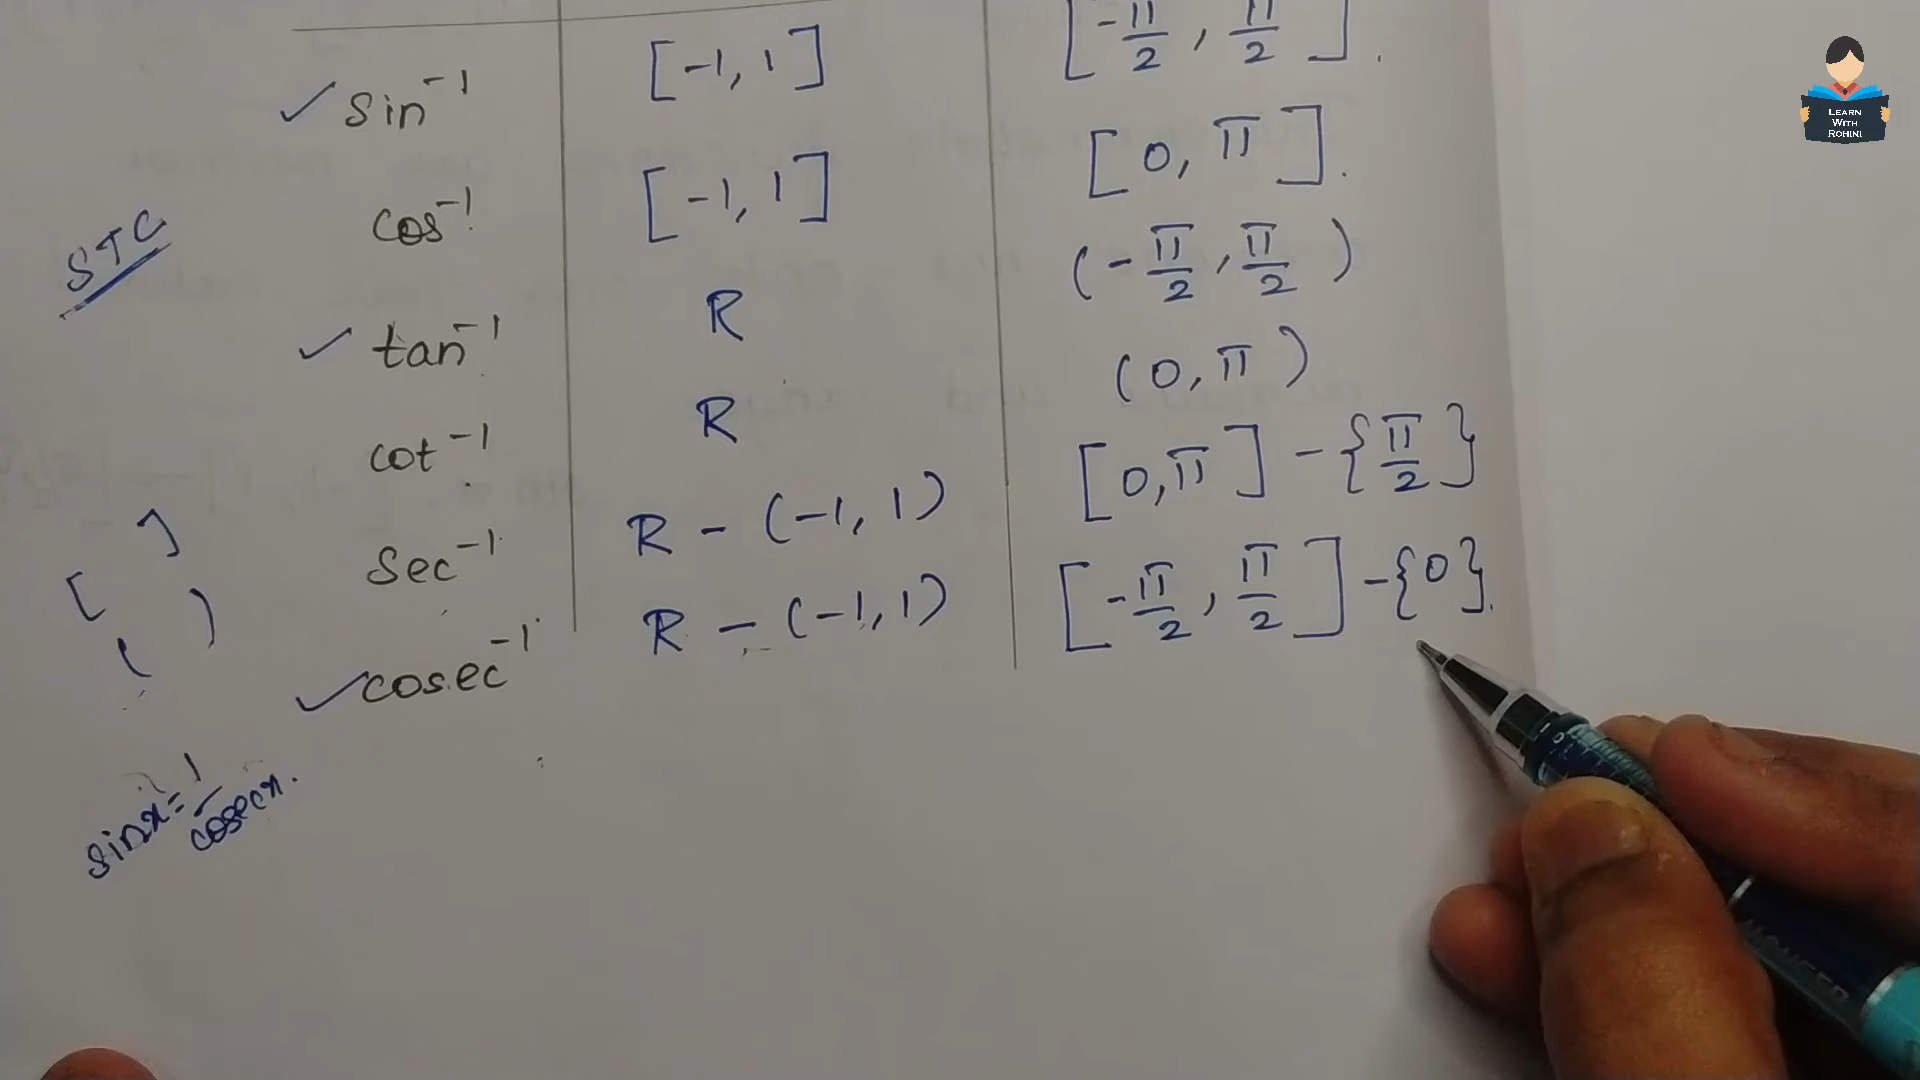 sin⁻¹ [-1, 1] [-π/2, π/2].
cos⁻¹ [-1, 1] [0, π].
tan⁻¹ R (-π/2, π/2)
cot⁻¹ R (0, π)
sec⁻¹ R - (-1, 1) [0, π] - {π/2}
cosec⁻¹ R - (-1, 1) [-π/2, π/2] - {0}.
STC
[ ]
( )
sinx = 1/cosecx.
LEARN
WITH
ROHINI